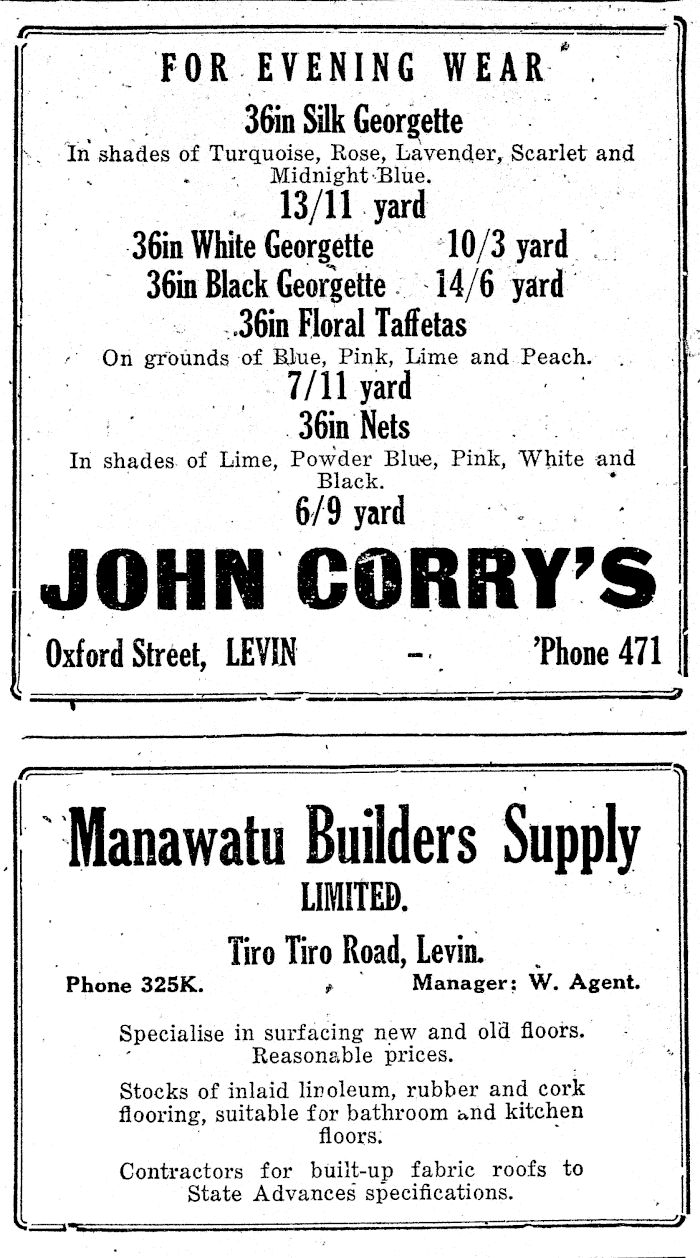 FOR EVENING WEAR
36in Silk Georgette
In shades of Turquoise, Rose, Lavender, Scarlet and
Midnight Blue.
13/11 yard
36in White Georgette 10/3 yard
36in Black Georgette 14/6 yard
36in Floral Taffetas
On grounds of Blue, Pink, Lime and Peach.
7/11 yard
36in Nets
In shades of Lime, Powder Blue, Pink, White and
Black.
6/9 yard
JOHN CORRY'S
Oxford Street, LEVIN - 'Phone 471
Manawatu Builders Supply
LIMITED.
Tiro Tiro Road, Levin.
Phone 325K. Manager: W. Agent.
Specialise in surfacing new and old floors.
Reasonable prices.
Stocks of inlaid linoleum, rubber and cork
flooring, suitable for bathroom and kitchen
floors.
Contractors for built-up fabric roofs to
State Advances specifications.